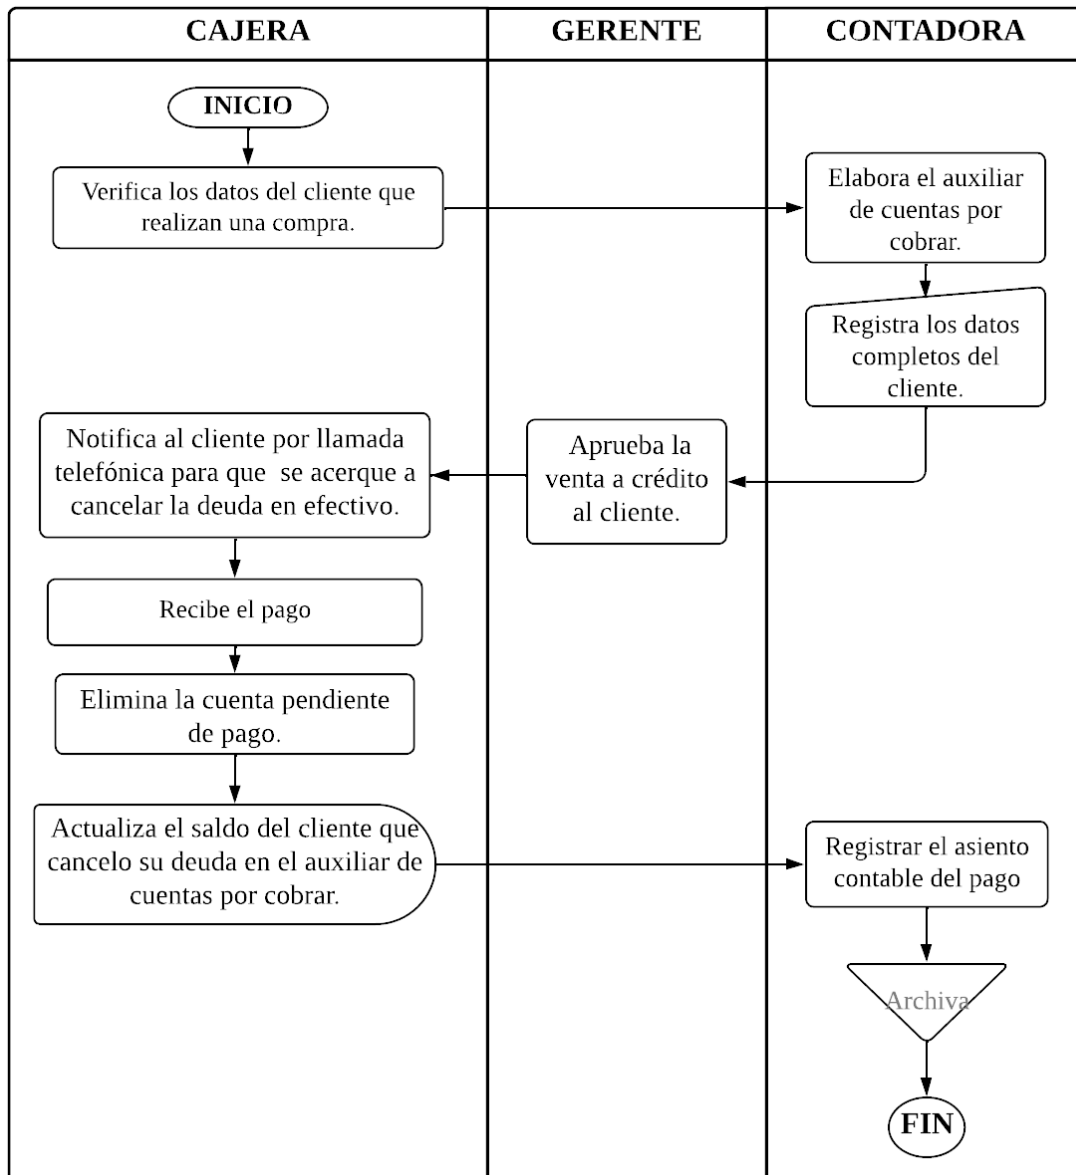 CAJERA
GERENTE
CONTADORA
INICIO
Verifica los datos del cliente que
realizan una compra.
Elabora el auxiliar
de cuentas por
cobrar.
Registra los datos
completos del
cliente.
Aprueba la
venta a crédito
al cliente.
Notifica al cliente por llamada
telefónica para que se acerque a
cancelar la deuda en efectivo.
Recibe el pago
Elimina la cuenta pendiente
de pago.
Actualiza el saldo del cliente que
cancelo su deuda en el auxiliar de
cuentas por cobrar.
Registrar el asiento
contable del pago
Archiva
FIN